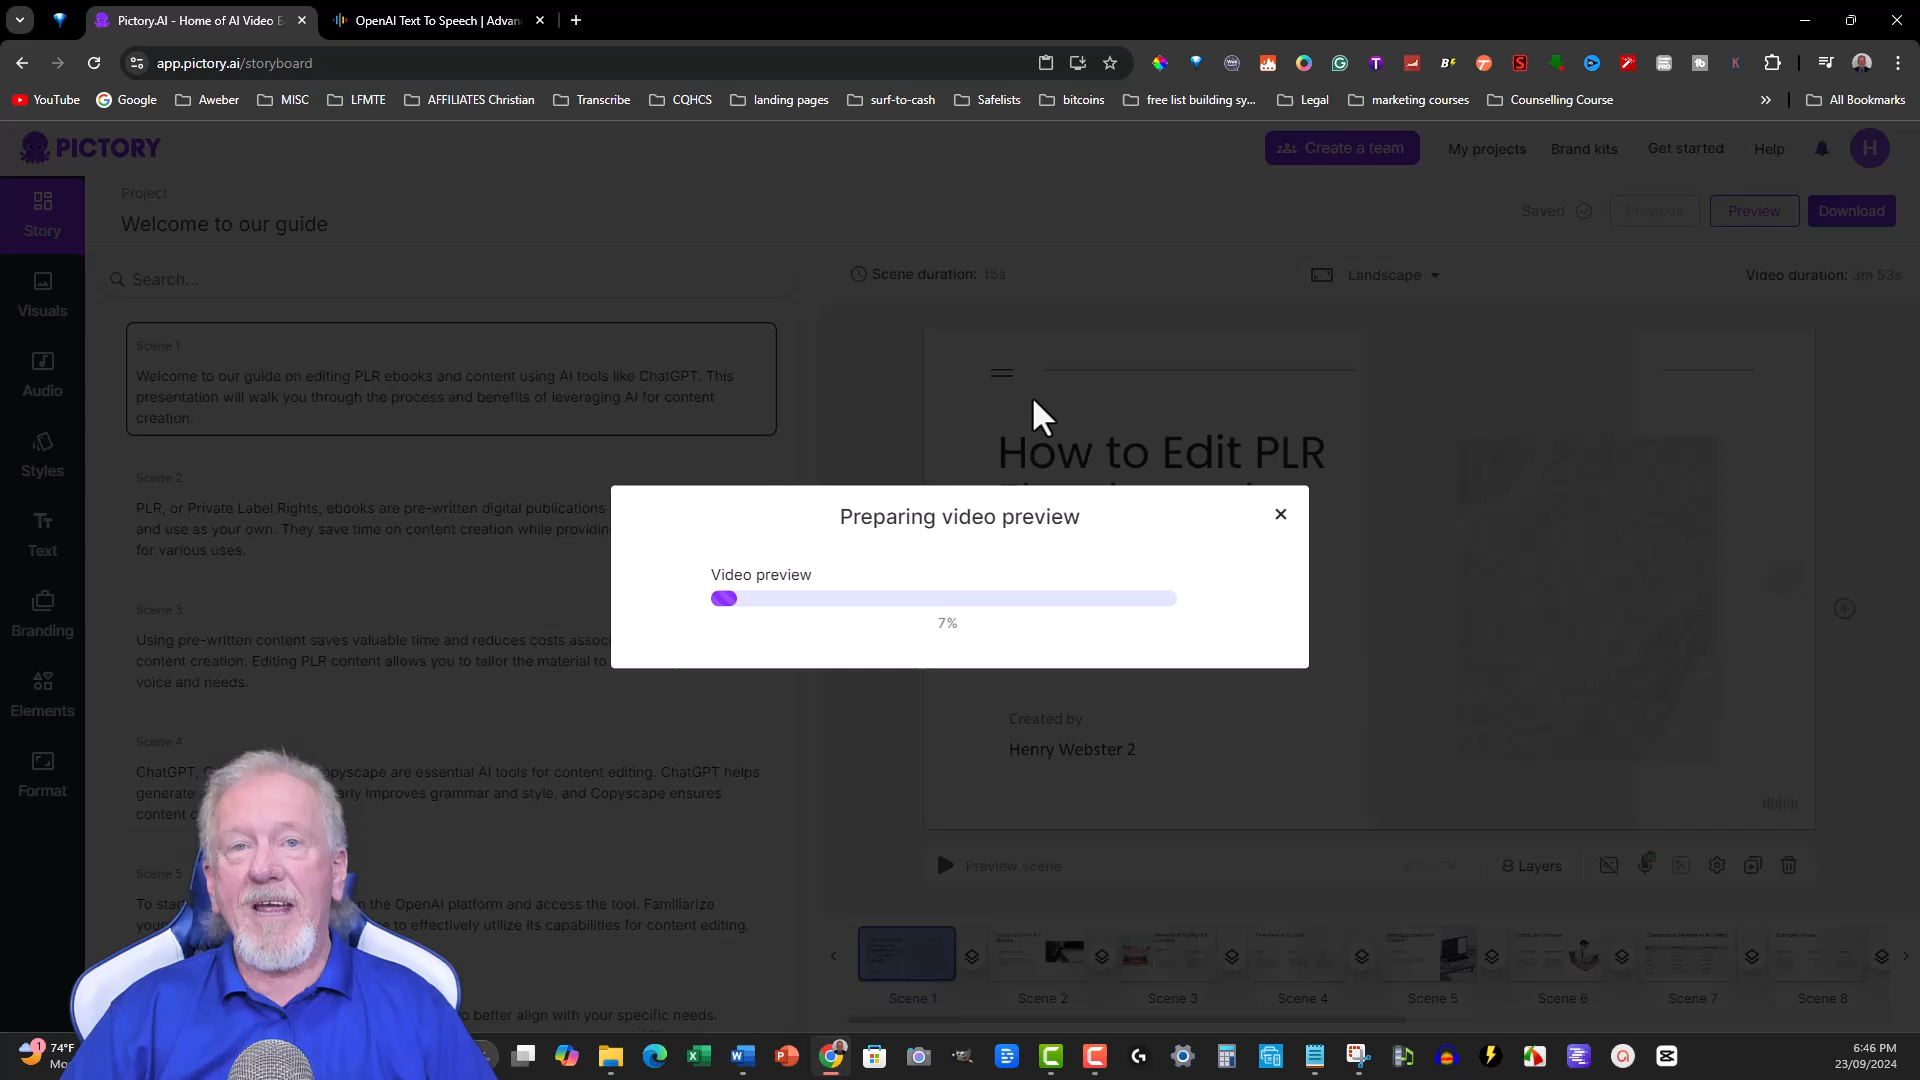 Pictory.AI - Home of AI Video E
OpenAI Text To Speech | Advan
app.pictory.ai/storyboard
YouTube
Google
Aweber
MISC
LFMTE
AFFILIATES Christian
Transcribe
CQHCS
landing pages
surf-to-cash
Safelists
bitcoins
free list building sy...
Legal
marketing courses
Counselling Course
All Bookmarks
PICTORY
Create a team
My projects
Brand kits
Get started
Help
H
Project
Welcome to our guide
Saved
Previous
Preview
Download
Story
Visuals
Audio
Styles
Text
Branding
Elements
Format
Search...
Scene duration: 15s
Landscape
Video duration: 3m 53s
Scene 1
Welcome to our guide on editing PLR ebooks and content using AI tools like ChatGPT. This
presentation will walk you through the process and benefits of leveraging AI for content
creation.
Scene 2
PLR, or Private Label Rights, ebooks are pre-written digital publications
and use as your own. They save time on content creation while providin
for various uses.
Scene 3
Using pre-written content saves valuable time and reduces costs associ
content creation. Editing PLR content allows you to tailor the material to
voice and needs.
Scene 4
ChatGPT,
opyscape are essential AI tools for content editing. ChatGPT helps
generate
arly improves grammar and style, and Copyscape ensures
content
Scene 5
To star
n the OpenAI platform and access the tool. Familiarize
your
e to effectively utilize its capabilities for content editing.
o better align with your specific needs.
How to Edit PLR
Created by
Henry Webster 2
Preparing video preview
Video preview
7%
Preview scene
8 Layers
Scene 1
Scene 2
Scene 3
Scene 4
Scene 5
Scene 6
Scene 7
Scene 8
1
74°F
Mo
6:46 PM
23/09/2024